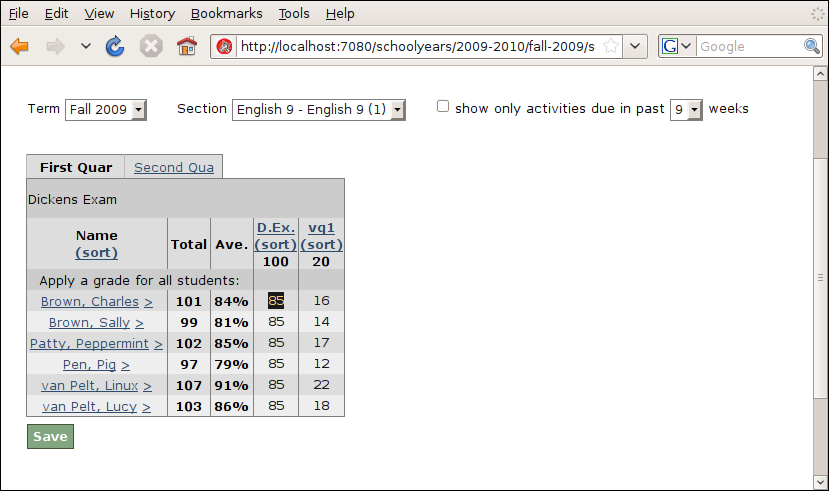 File Edit View History Bookmarks Tools Help
http://localhost:7080/schoolyears/2009-2010/fall-2009/s
G Google
Term Fall 2009 Section English 9 - English 9 (1) show only activities due in past 9 weeks
First Quar Second Qua
Dickens Exam
Name (sort) Total Ave. D.Ex. (sort) 100 vq1 (sort) 20
Apply a grade for all students:
Brown, Charles > 101 84% 85 16
Brown, Sally > 99 81% 85 14
Patty, Peppermint > 102 85% 85 17
Pen, Pig > 97 79% 85 12
van Pelt, Linux > 107 91% 85 22
van Pelt, Lucy > 103 86% 85 18
Save